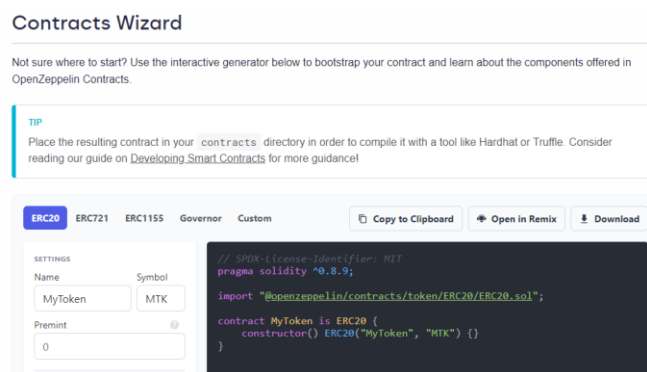 Contracts Wizard
Not sure where to start? Use the interactive generator below to bootstrap your contract and learn about the components offered in
OpenZeppelin Contracts.
TIP
Place the resulting contract in your contracts directory in order to compile it with a tool like Hardhat or Truffle. Consider
reading our guide on Developing Smart Contracts for more guidance!
ERC20 ERC721 ERC1155 Governor Custom Copy to Clipboard Open in Remix Download
SETTINGS
Name Symbol
MyToken MTK
Premint
0
// SPDX-License-Identifier: MIT
pragma solidity ^0.8.9;
import "@openzeppelin/contracts/token/ERC20/ERC20.sol";
contract MyToken is ERC20 {
constructor() ERC20("MyToken", "MTK") {}
}